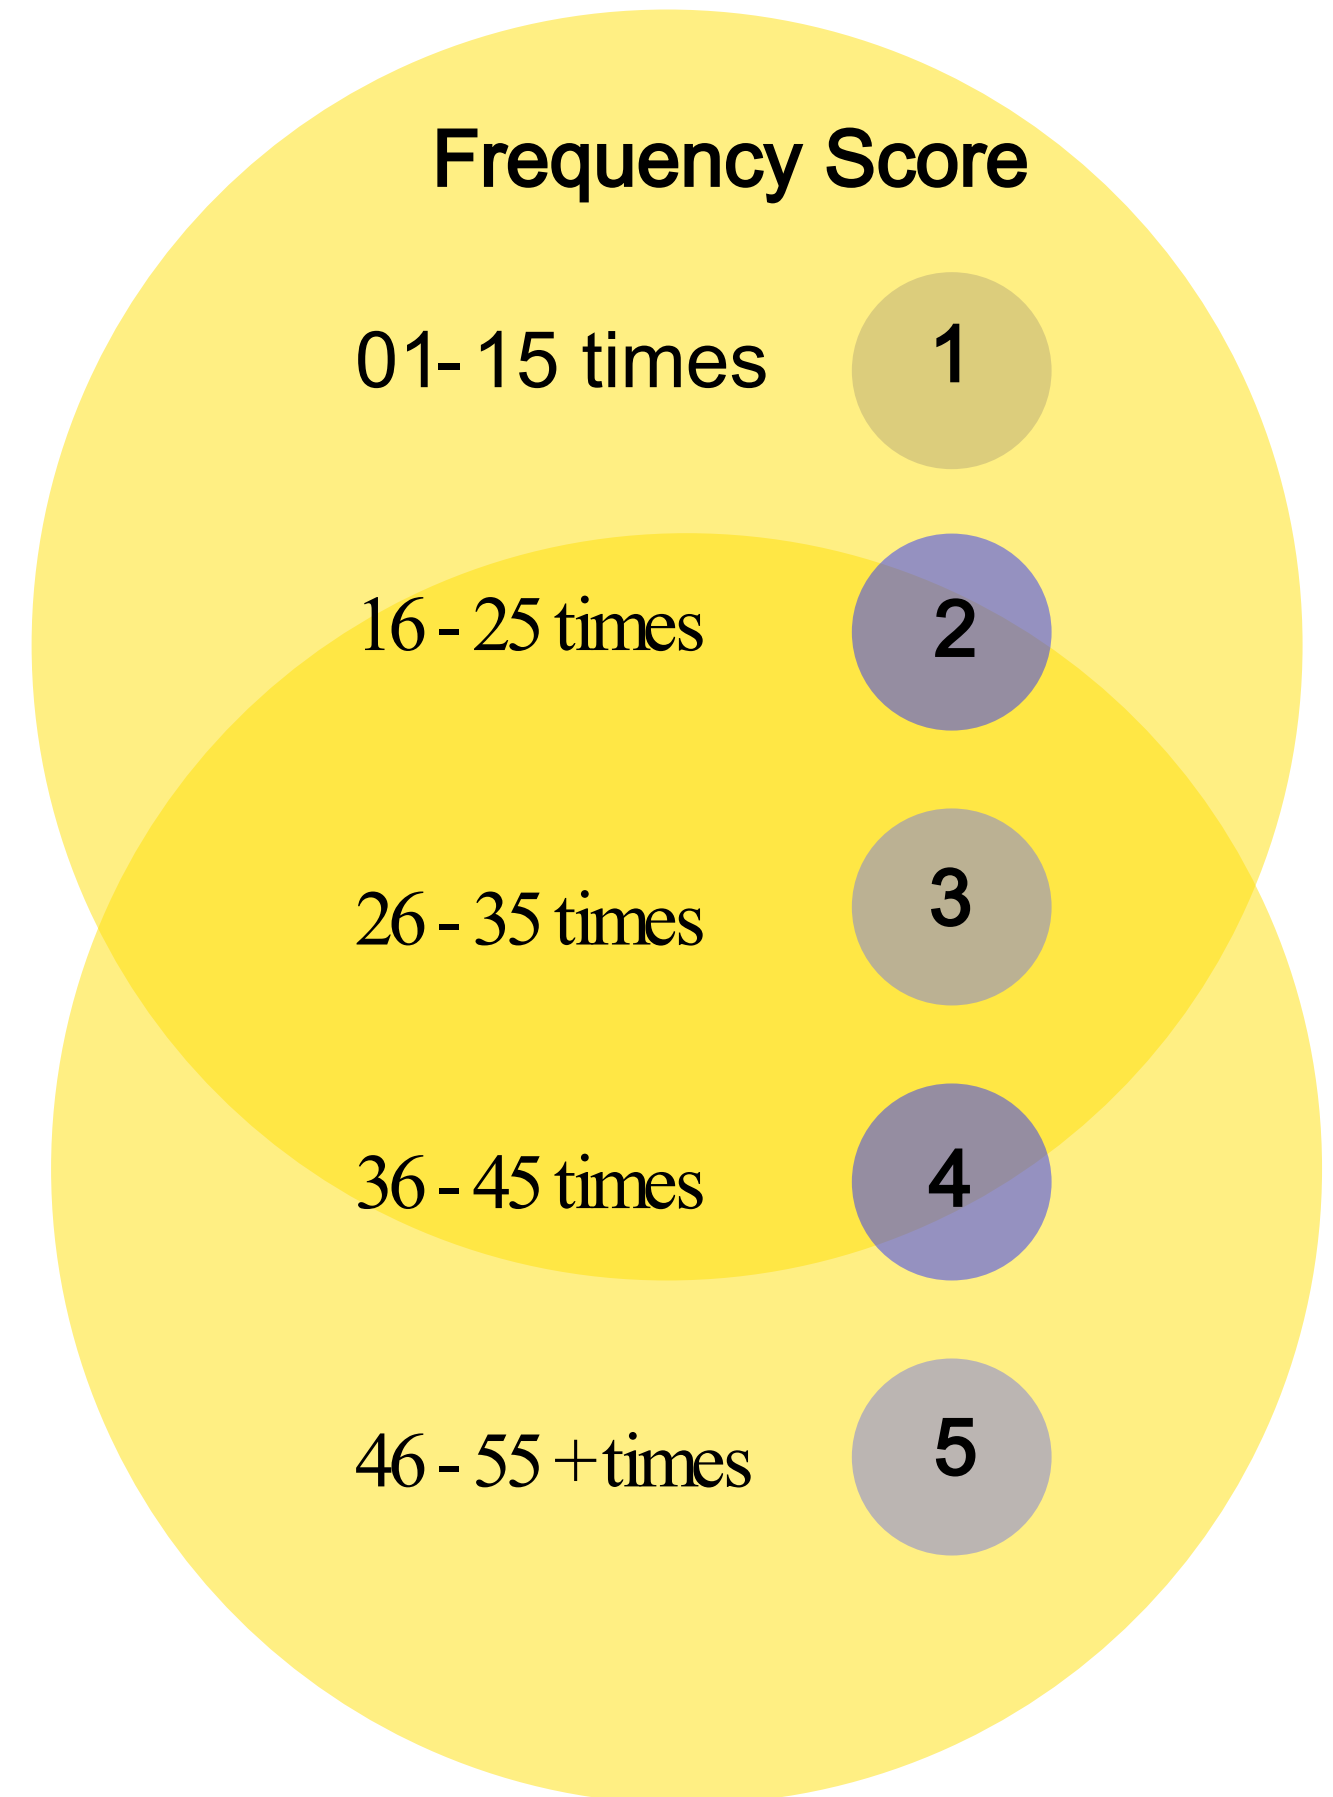 Frequency Score
01- 15 times 1
16 - 25 times 2
26 - 35 times 3
36 - 45 times 4
46 - 55 + times 5